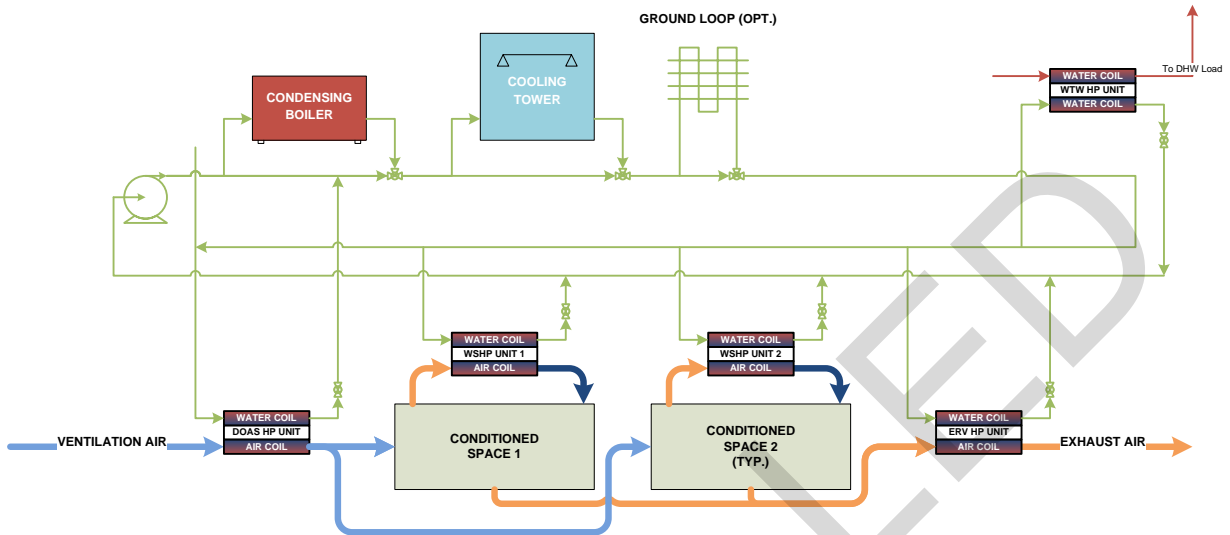 GROUND LOOP (OPT.)
To DHW Load
WATER COIL
WTW HP UNIT
WATER COIL
CONDENSING
BOILER
COOLING
TOWER
WATER COIL
WSHP UNIT 1
AIR COIL
WATER COIL
WSHP UNIT 2
AIR COIL
VENTILATION AIR
WATER COIL
DOAS HP UNIT
AIR COIL
CONDITIONED
SPACE 1
CONDITIONED
SPACE 2
(TYP.)
WATER COIL
ERV HP UNIT
AIR COIL
EXHAUST AIR
LED